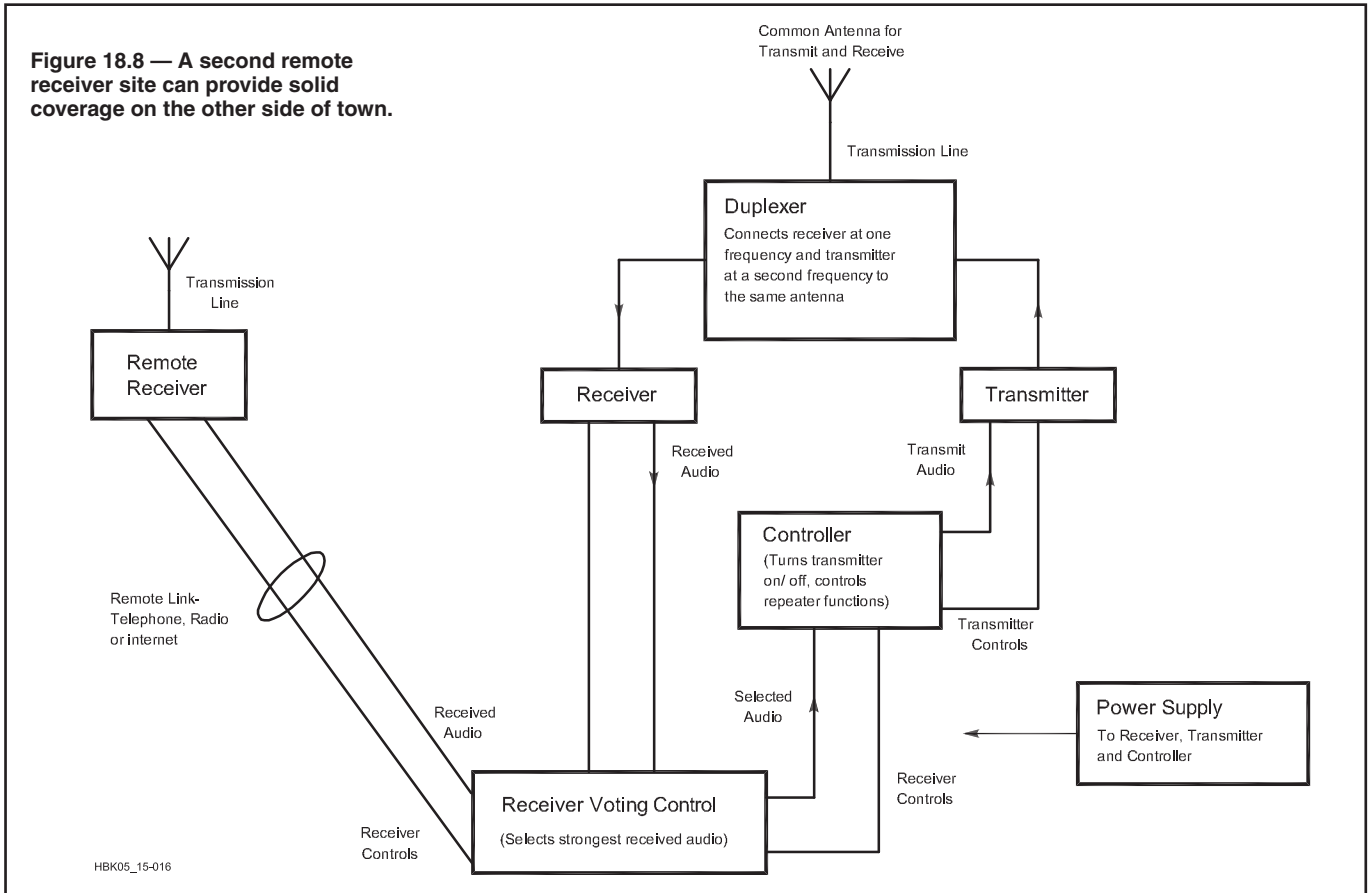 Figure 18.8 — A second remote
receiver site can provide solid
coverage on the other side of town.
Common Antenna for
Transmit and Receive
Transmission Line
Duplexer
Connects receiver at one
frequency and transmitter
at a second frequency to
the same antenna
Transmission
Line
Remote
Receiver
Receiver
Transmitter
Received
Audio
Transmit
Audio
Controller
(Turns transmitter
on/ off, controls
repeater functions)
Transmitter
Controls
Remote Link-
Telephone, Radio
or internet
Received
Audio
Selected
Audio
Power Supply
To Receiver, Transmitter
and Controller
Receiver
Controls
Receiver Voting Control
(Selects strongest received audio)
Receiver
Controls
HBK05_15-016